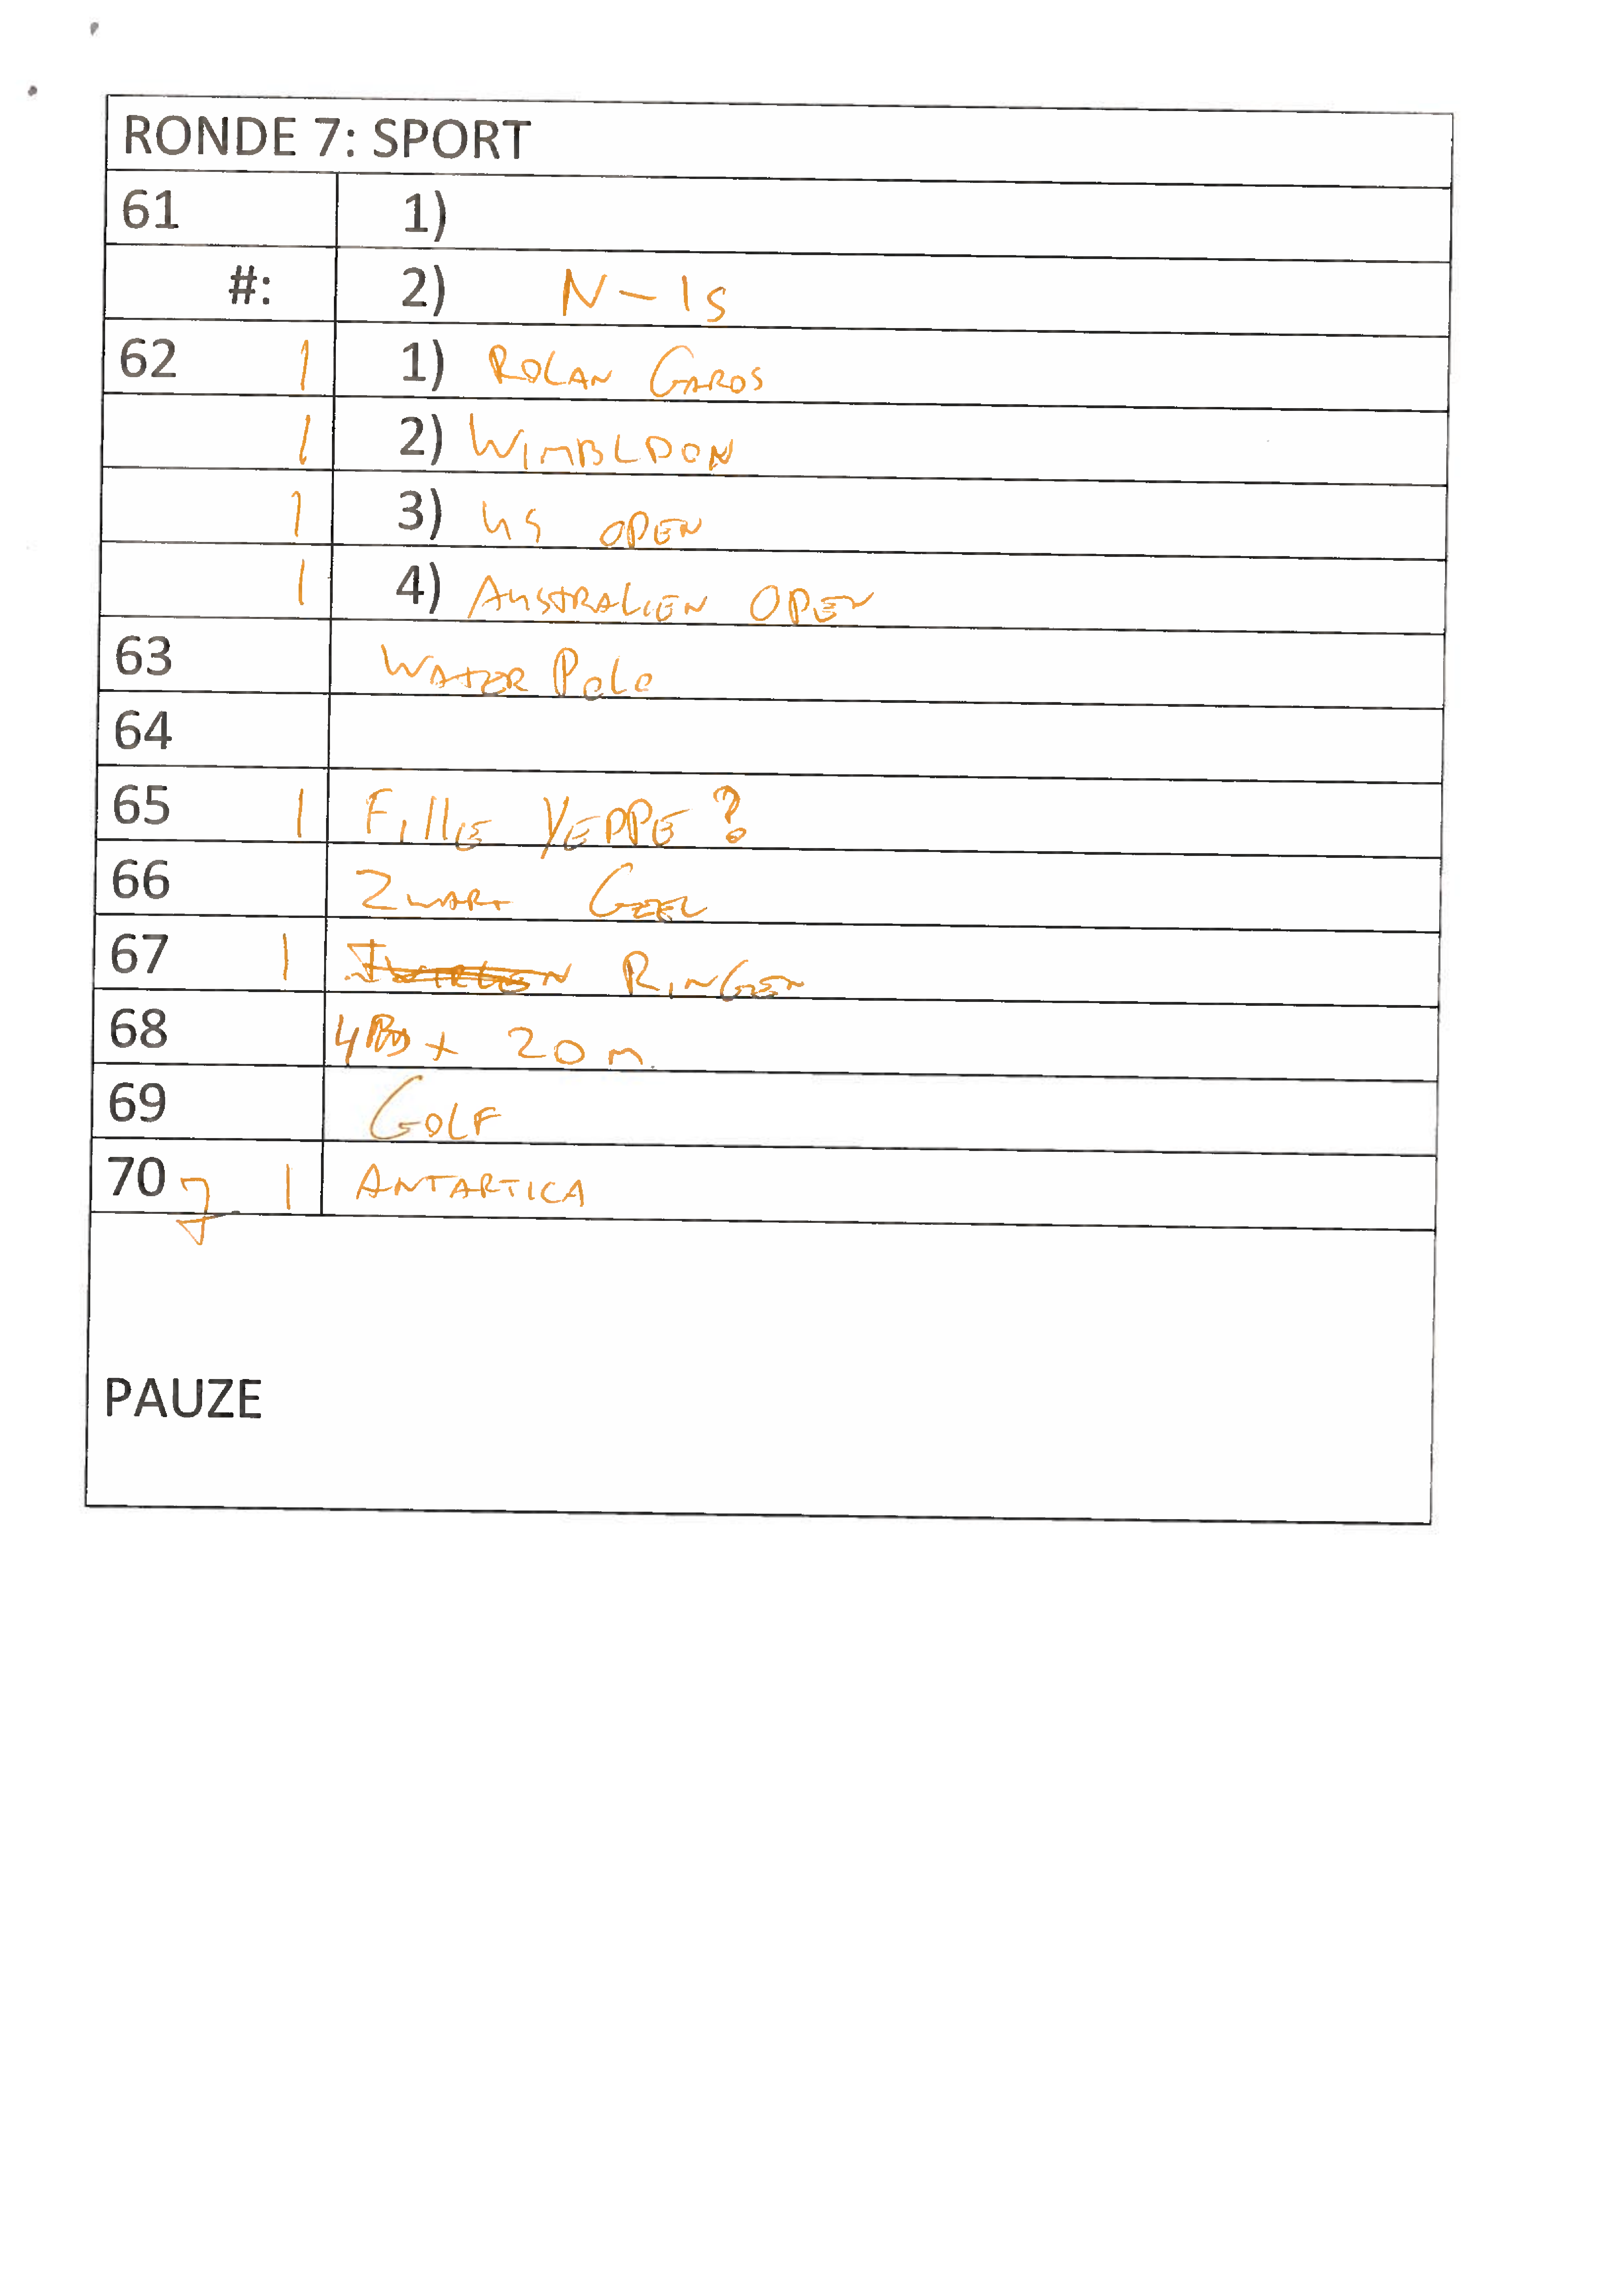 RONDE 7: SPORT
61 1)
#: 2) N-1S
62 1 1) ROLAN GAROS
1 2) WIMBLDON
1 3) US OPEN
1 4) AUSTRALIEN OPEN
63 WATER POLO
64
65 1 FILLE YEPPE?
66 ZWART GEEL
67 1 RINGEN
68 + 20 m.
69 GOLF
70 7 1 ANTARTICA
PAUZE